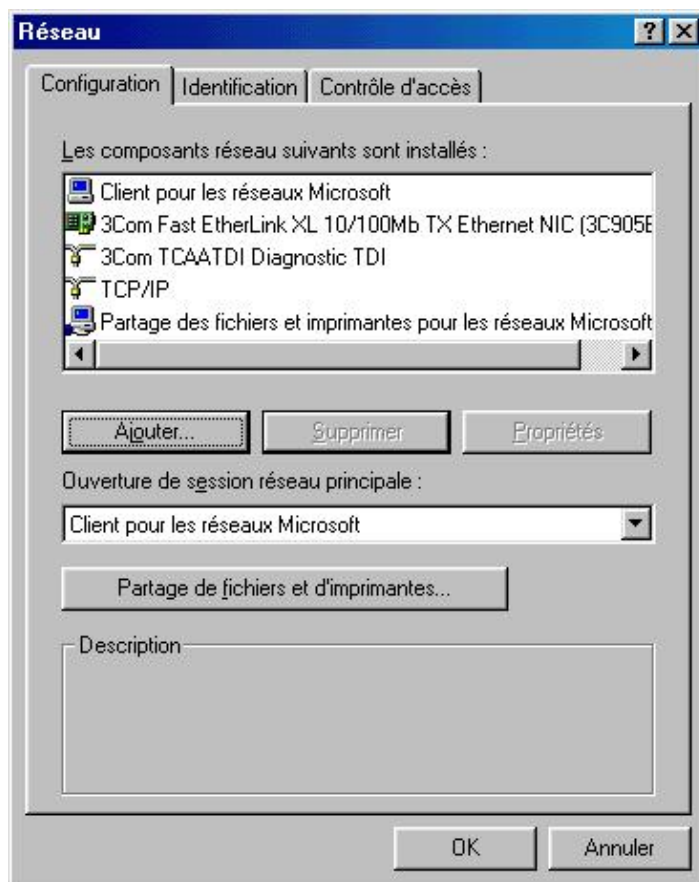 Réseau
Configuration Identification Contrôle d'accès
Les composants réseau suivants sont installés :
Client pour les réseaux Microsoft
3Com Fast EtherLink XL 10/100Mb TX Ethernet NIC (3C905B
3Com TCAATDI Diagnostic TDI
TCP/IP
Partage des fichiers et imprimantes pour les réseaux Microsoft
Ajouter... Supprimer Propriétés
Ouverture de session réseau principale :
Client pour les réseaux Microsoft
Partage de fichiers et d'imprimantes...
Description
OK Annuler